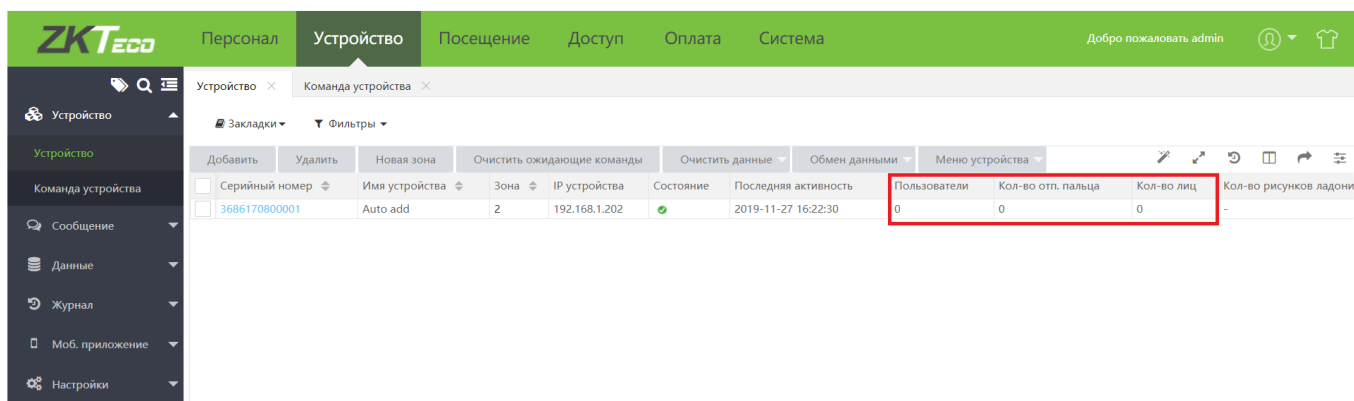 ZKTeco Персонал Устройство Посещение Доступ Оплата Система Добро пожаловать admin
Устройство Команда устройства
Устройство
Закладки Фильтры
Устройство
Добавить Удалить Новая зона Очистить ожидающие команды Очистить данные Обмен данными Меню устройства
Команда устройства
Серийный номер Имя устройства Зона IP устройства Состояние Последняя активность Пользователи Кол-во отп. пальца Кол-во лиц Кол-во рисунков ладони
3686170800001 Auto add 2 192.168.1.202 2019-11-27 16:22:30 0 0 0 -
Сообщение
Данные
Журнал
Моб. приложение
Настройки